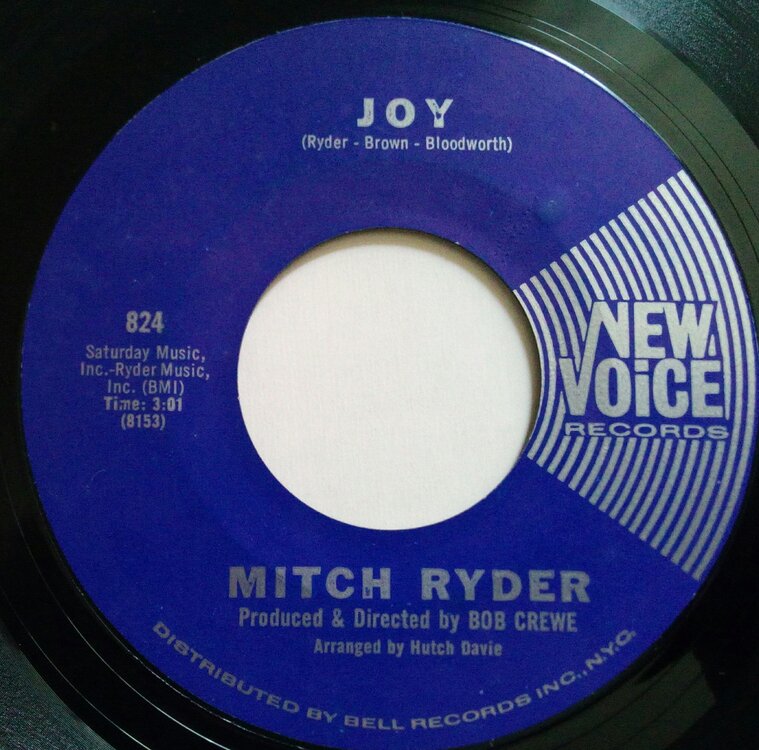 JOY
(Ryder - Brown - Bloodworth)
824
Saturday Music,
Inc.-Ryder Music,
Inc. (BMI)
Time: 3:01
(8153)
NEW
VOiCE
RECORDS
MITCH RYDER
Produced & Directed by BOB CREWE
Arranged by Hutch Davie
DISTRIBUTED BY BELL RECORDS INC., N.Y.C.